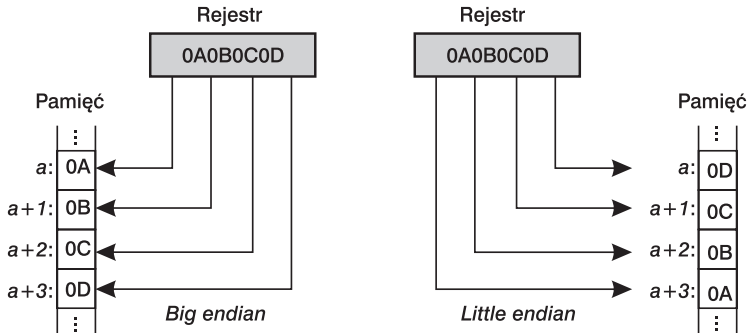 Rejestr
0A0B0C0D
Pamięć
⋮
a: 0A
a+1: 0B
a+2: 0C
a+3: 0D
⋮
Big endian
Rejestr
0A0B0C0D
Pamięć
⋮
a: 0D
a+1: 0C
a+2: 0B
a+3: 0A
⋮
Little endian